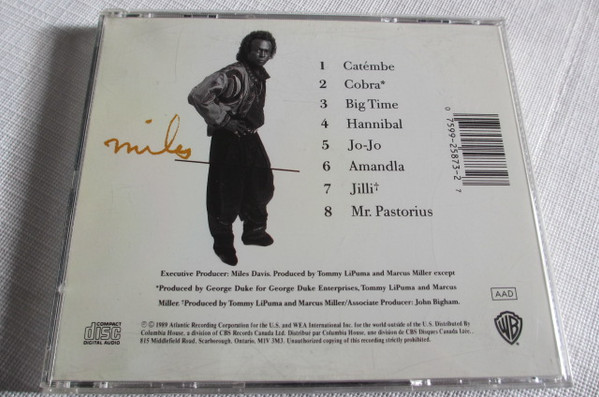 1 Catémbe
2 Cobra*
3 Big Time
4 Hannibal
5 Jo-Jo
6 Amandla
7 Jilli†
8 Mr. Pastorius
miles
0 7599-25873-2 7
Executive Producer: Miles Davis. Produced by Tommy LiPuma and Marcus Miller except
*Produced by George Duke for George Duke Enterprises, Tommy LiPuma and Marcus
Miller. †Produced by Tommy LiPuma and Marcus Miller/Associate Producer: John Bigham.
AAD
COMPACT
disc
DIGITAL AUDIO
℗ © 1989 Atlantic Recording Corporation for the U.S. and WEA International Inc. for the world outside of the U.S. Distributed By
Columbia House, a division of CBS Records Canada Ltd. Distribué par Columbia House, une division de CBS Disques Canada Ltée.,
815 Middlefield Road, Scarborough, Ontario, M1V 3M3. Unauthorized copying of this recording strictly prohibited.
WB